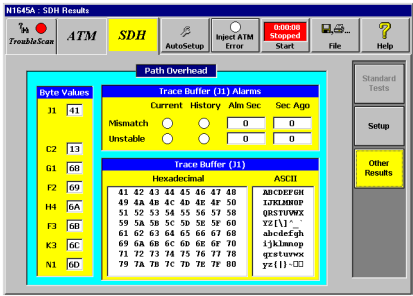 N1645A : SDH Results
TroubleScan
ATM
SDH
AutoSetup
Inject ATM
Error
0:00:08
Stopped
Start
File
Help
Path Overhead
Byte Values
J1 41
C2 13
G1 68
F2 69
H4 6A
F3 6B
K3 6C
N1 6D
Trace Buffer (J1) Alarms
Current History Alm Sec Sec Ago
Mismatch 0 0
Unstable 0 0
Trace Buffer (J1)
Hexadecimal ASCII
41 42 43 44 45 46 47 48 ABCDEFGH
49 4A 4B 4C 4D 4E 4F 50 IJKLMNOP
51 52 53 54 55 56 57 58 QRSTUVWX
59 5A 5B 5C 5D 5E 5F 60 YZ[\]^_`
61 62 63 64 65 66 67 68 abcdefgh
69 6A 6B 6C 6D 6E 6F 70 ijklmnop
71 72 73 74 75 76 77 78 qrstuvwx
79 7A 7B 7C 7D 7E 7F 80 yz{|}~
Standard
Tests
Setup
Other
Results